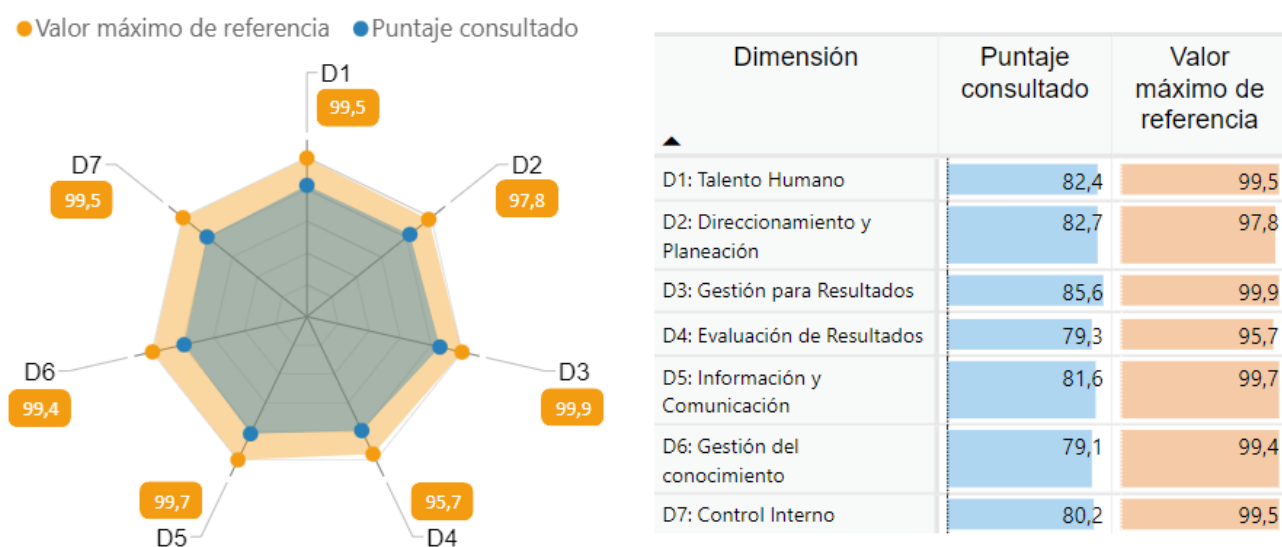 Valor máximo de referencia Puntaje consultado
D1
99,5
D7
99,5
D2
97,8
D6
99,4
D3
99,9
99,7
D5
95,7
D4
Dimensión Puntaje consultado Valor máximo de referencia
D1: Talento Humano 82,4 99,5
D2: Direccionamiento y
Planeación 82,7 97,8
D3: Gestión para Resultados 85,6 99,9
D4: Evaluación de Resultados 79,3 95,7
D5: Información y
Comunicación 81,6 99,7
D6: Gestión del
conocimiento 79,1 99,4
D7: Control Interno 80,2 99,5